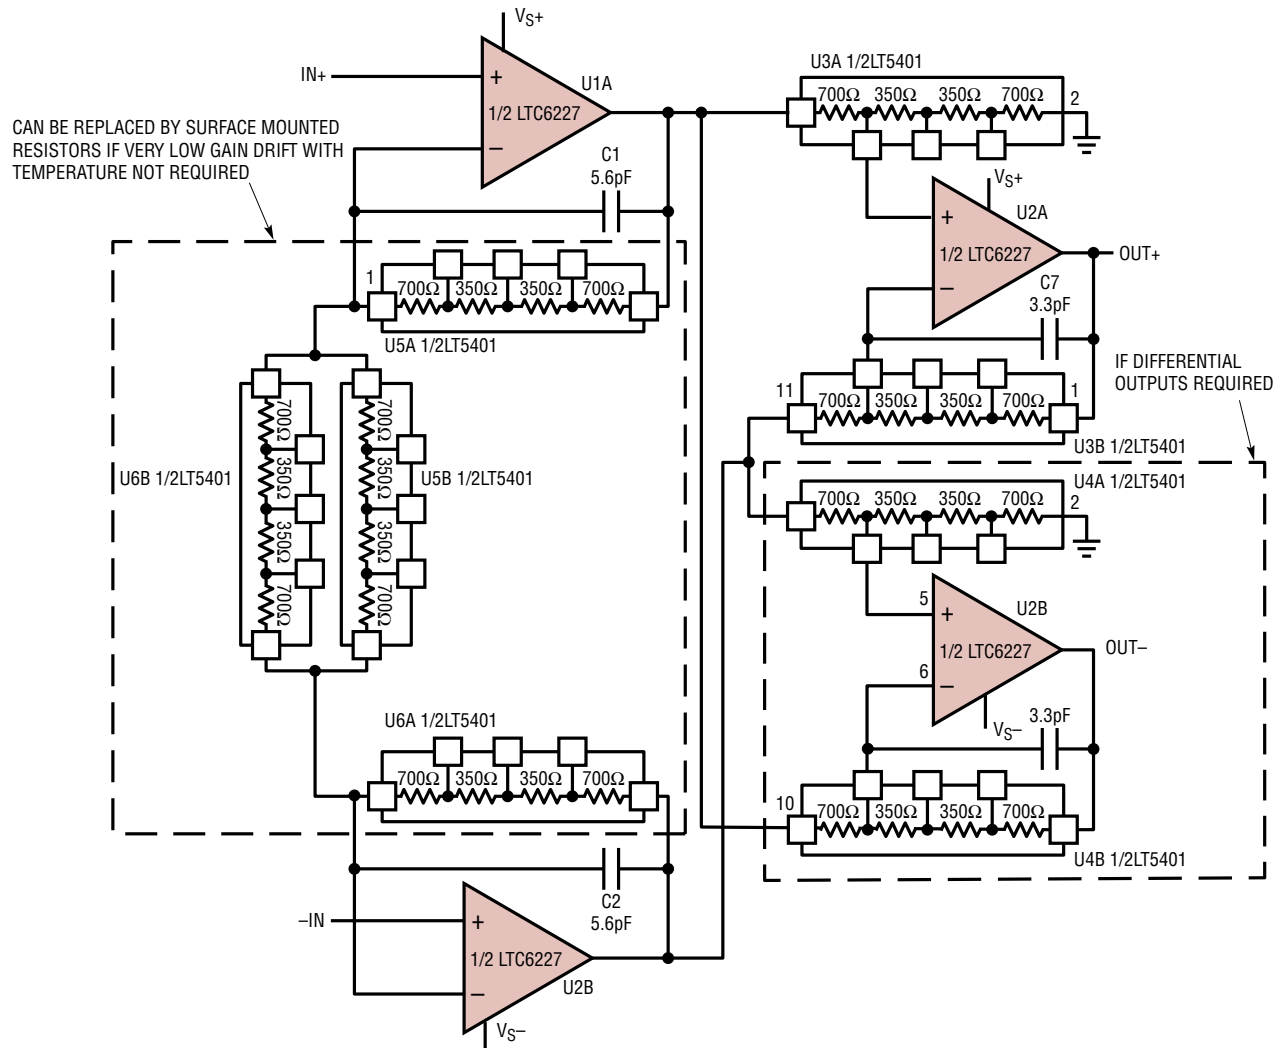 VS+
IN+
+
U1A
1/2 LTC6227
–
CAN BE REPLACED BY SURFACE MOUNTED
RESISTORS IF VERY LOW GAIN DRIFT WITH
TEMPERATURE NOT REQUIRED
C1
5.6pF
1
700Ω 350Ω 350Ω 700Ω
U5A 1/2LT5401
U6B 1/2LT5401
700Ω
350Ω
350Ω
700Ω
700Ω
350Ω
350Ω
700Ω
U5B 1/2LT5401
U6A 1/2LT5401
700Ω 350Ω 350Ω 700Ω
C2
5.6pF
–IN
+
1/2 LTC6227
–
U2B
VS–
U3A 1/2LT5401
700Ω 350Ω 350Ω 700Ω
2
VS+
U2A
+
1/2 LTC6227
–
OUT+
C7
3.3pF
11
700Ω 350Ω 350Ω 700Ω
1
U3B 1/2LT5401
IF DIFFERENTIAL
OUTPUTS REQUIRED
U4A 1/2LT5401
700Ω 350Ω 350Ω 700Ω
2
5
+
U2B
1/2 LTC6227
6
–
OUT–
VS–
3.3pF
10
700Ω 350Ω 350Ω 700Ω
U4B 1/2LT5401